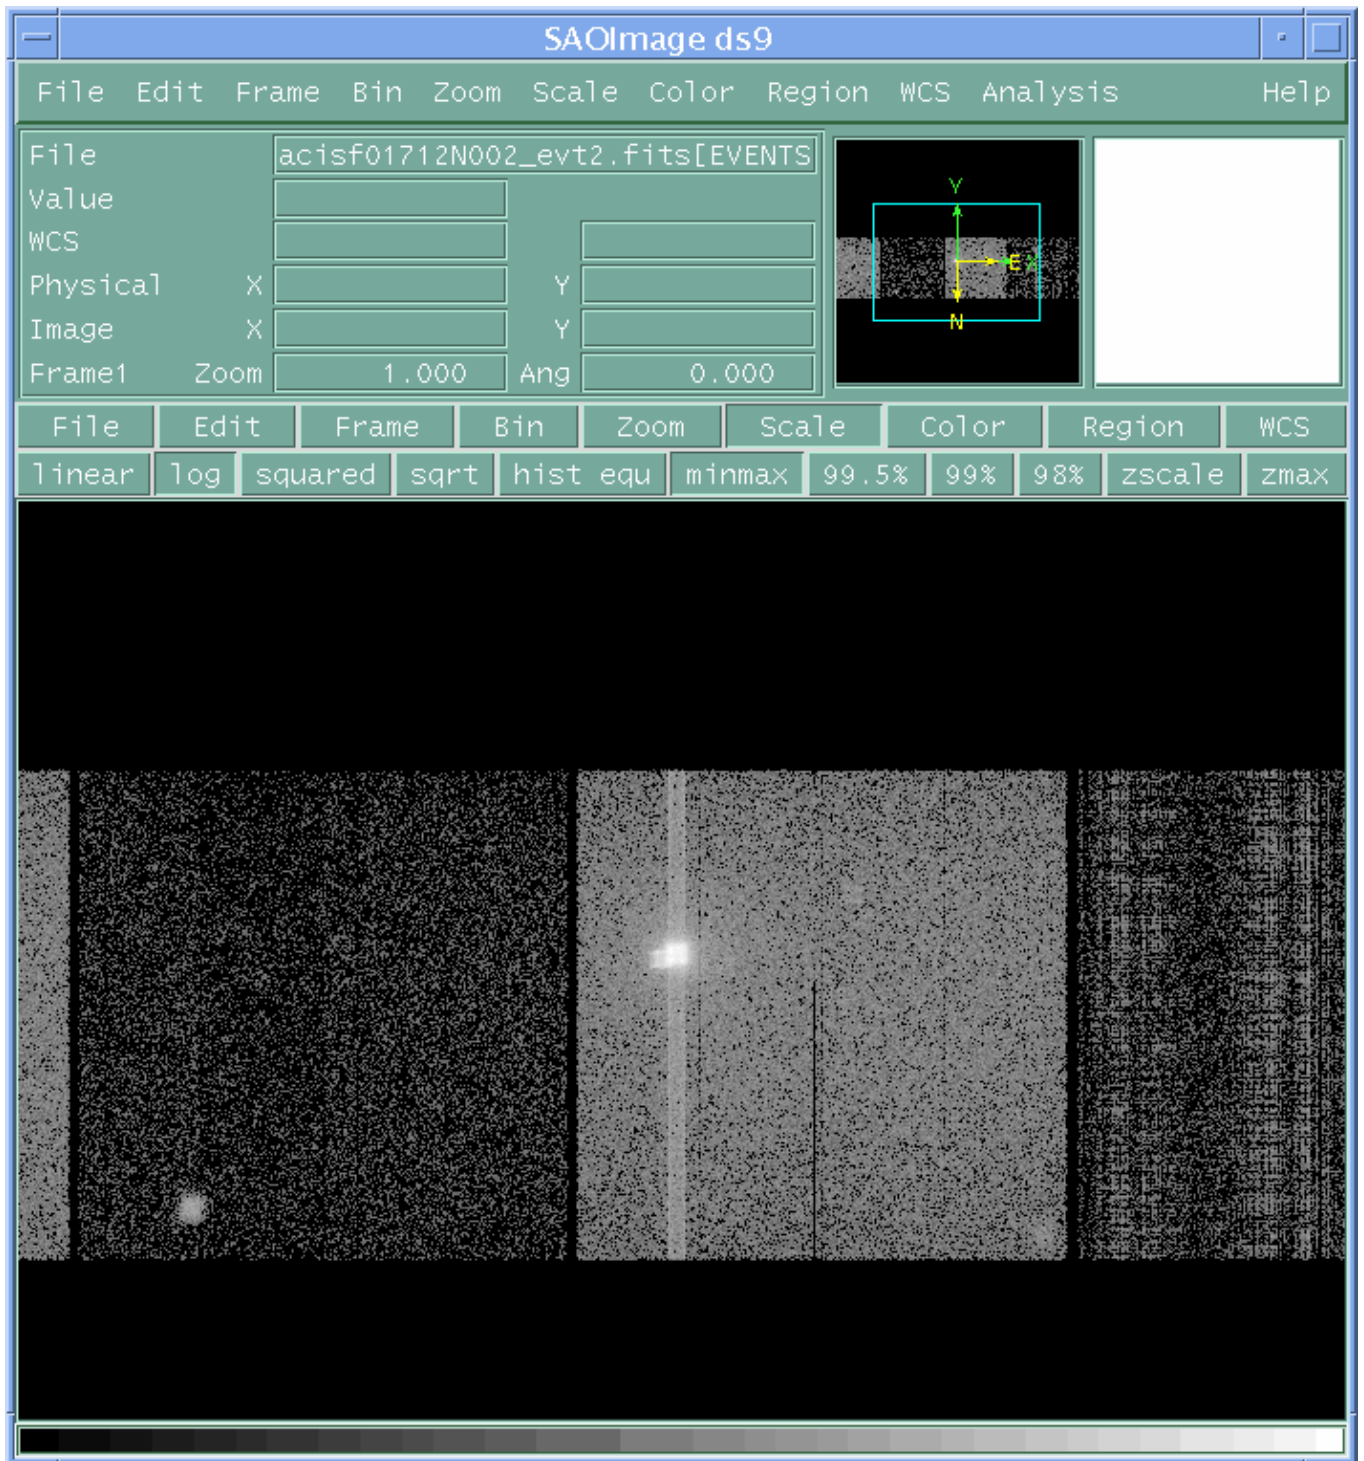 SAOImage ds9
File Edit Frame Bin Zoom Scale Color Region WCS Analysis Help
File acisf01712N002_evt2.fits[EVENTS
Value
WCS
Physical X Y
Image X Y
Frame1 Zoom 1.000 Ang 0.000
Y
E X
N
File Edit Frame Bin Zoom Scale Color Region WCS
linear log squared sqrt hist equ minmax 99.5% 99% 98% zscale zmax